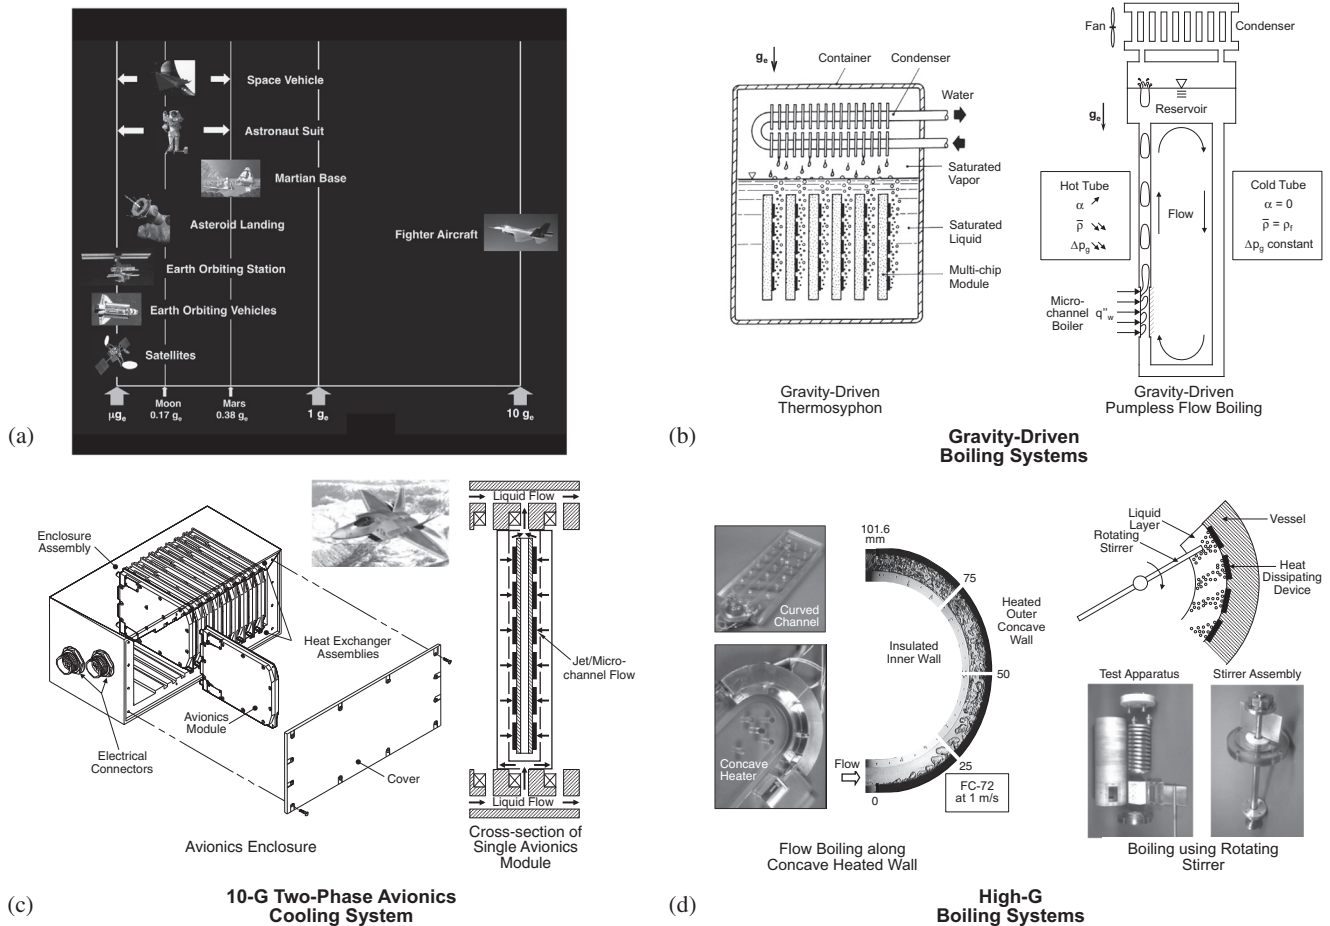 Space Vehicle
Astronaut Suit
Martian Base
Asteroid Landing
Fighter Aircraft
Earth Orbiting Station
Earth Orbiting Vehicles
Satellites
μgₑ
Moon
0.17 gₑ
Mars
0.38 gₑ
1 gₑ
10 gₑ
(a)
gₑ
Container
Condenser
Water
Saturated
Vapor
Saturated
Liquid
Multi-chip
Module
Gravity-Driven
Thermosyphon
Fan
Condenser
Reservoir
gₑ
Hot Tube
α ↗
ρ̅ ↘↘
Δp_g ↘↘
Flow
Cold Tube
α = 0
ρ̅ = ρ_f
Δp_g constant
Micro-
channel q"_w
Boiler
Gravity-Driven
Pumpless Flow Boiling
(b)
Gravity-Driven
Boiling Systems
Enclosure
Assembly
Heat Exchanger
Assemblies
Avionics
Module
Electrical
Connectors
Cover
Avionics Enclosure
Liquid Flow
Jet/Micro-
channel Flow
Liquid Flow
Cross-section of
Single Avionics
Module
(c)
10-G Two-Phase Avionics
Cooling System
Curved
Channel
Concave
Heater
101.6
mm
75
Heated
Outer
Concave
Wall
Insulated
Inner Wall
50
Flow
25
0
FC-72
at 1 m/s
Flow Boiling along
Concave Heated Wall
Liquid
Layer
Rotating
Stirrer
Vessel
Heat
Dissipating
Device
Test Apparatus
Stirrer Assembly
Boiling using Rotating
Stirrer
(d)
High-G
Boiling Systems